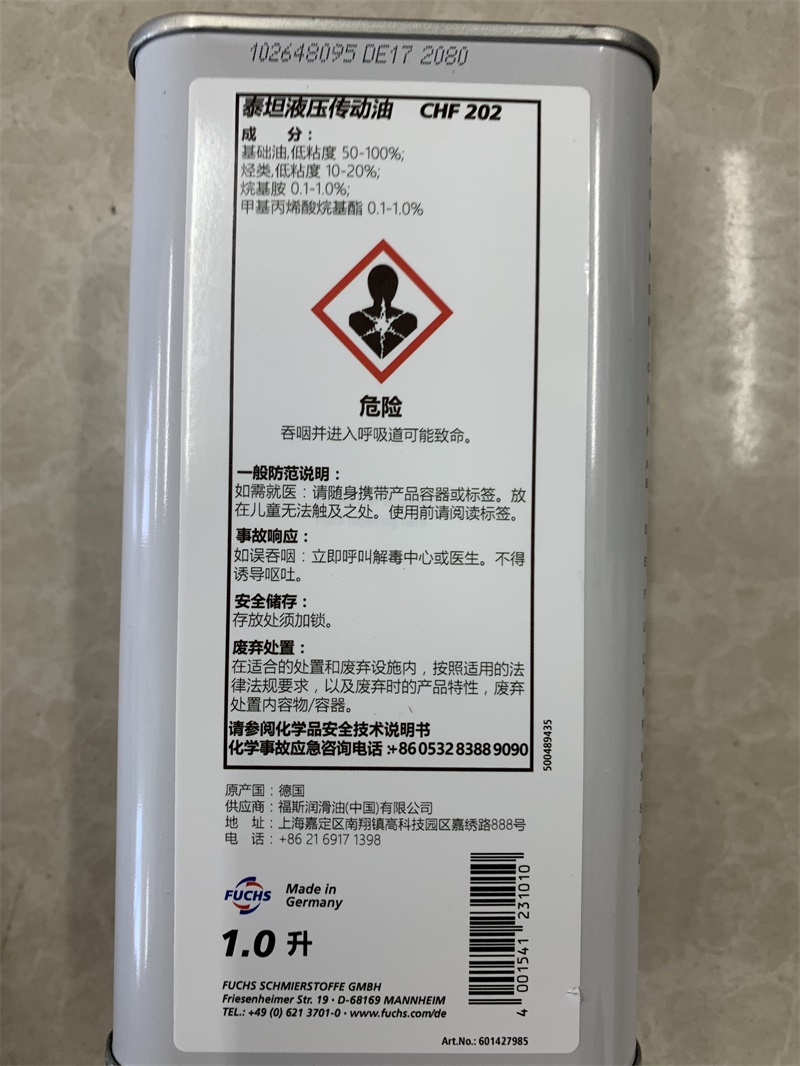 102648095 DE17 2080
泰坦液压传动油 CHF 202
成 分：
基础油,低粘度 50-100%;
烃类,低粘度 10-20%;
烷基胺 0.1-1.0%;
甲基丙烯酸烷基酯 0.1-1.0%
危险
吞咽并进入呼吸道可能致命。
一般防范说明：
如需就医：请随身携带产品容器或标签。放
在儿童无法触及之处。使用前请阅读标签。
事故响应：
如误吞咽：立即呼叫解毒中心或医生。不得
诱导呕吐。
安全储存：
存放处须加锁。
废弃处置：
在适合的处置和废弃设施内，按照适用的法
律法规要求，以及废弃时的产品特性，废弃
处置内容物/容器。
请参阅化学品安全技术说明书
化学事故应急咨询电话：+86 0532 8388 9090
500489435
原产国：德国
供应商：福斯润滑油(中国)有限公司
地 址：上海嘉定区南翔镇高科技园区嘉绣路888号
电 话：+86 21 6917 1398
FUCHS
Made in
Germany
1.0 升
4 001541 231010
FUCHS SCHMIERSTOFFE GMBH
Friesenheimer Str. 19 · D-68169 MANNHEIM
TEL.: +49 (0) 621 3701-0 · www.fuchs.com/de
Art.No.: 601427985